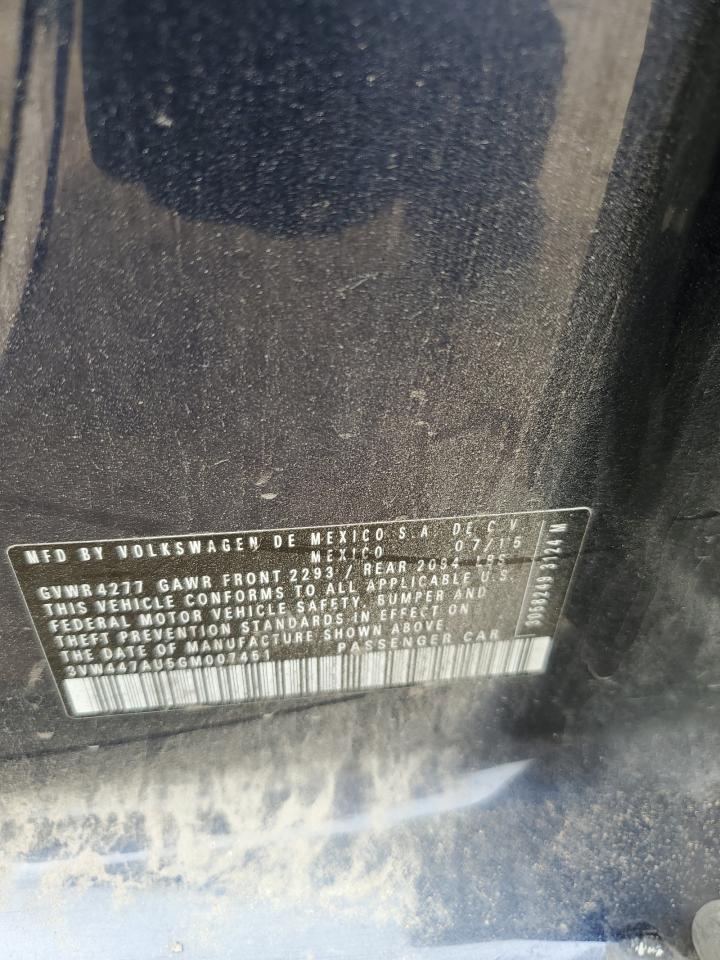 MFD BY VOLKSWAGEN DE MEXICO S.A. DE C V
MEXICO 07/15
GVWR 4277 GAWR FRONT 2293 / REAR 2094 LBS
THIS VEHICLE CONFORMS TO ALL APPLICABLE U.S.
FEDERAL MOTOR VEHICLE SAFETY, BUMPER AND
THEFT PREVENTION STANDARDS IN EFFECT ON
THE DATE OF MANUFACTURE SHOWN ABOVE.
PASSENGER CAR
3124 M